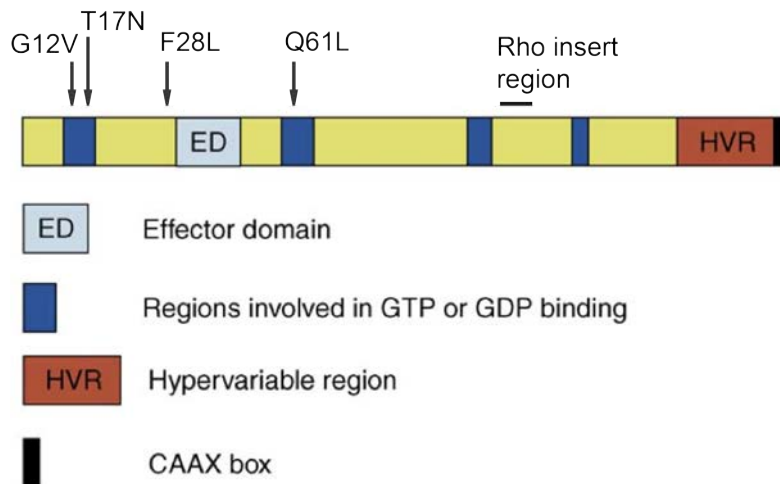 T17N
G12V
F28L
Q61L
Rho insert
region
ED
HVR
ED
Effector domain
Regions involved in GTP or GDP binding
HVR
Hypervariable region
CAAX box